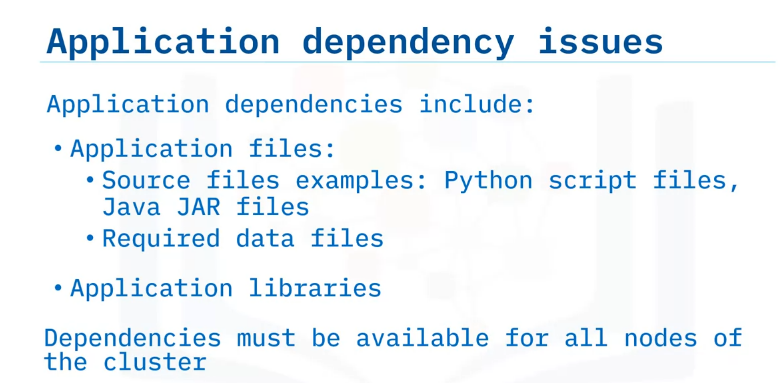 Application dependency issues
Application dependencies include:
• Application files:
• Source files examples: Python script files,
Java JAR files
• Required data files
• Application libraries
Dependencies must be available for all nodes of
the cluster